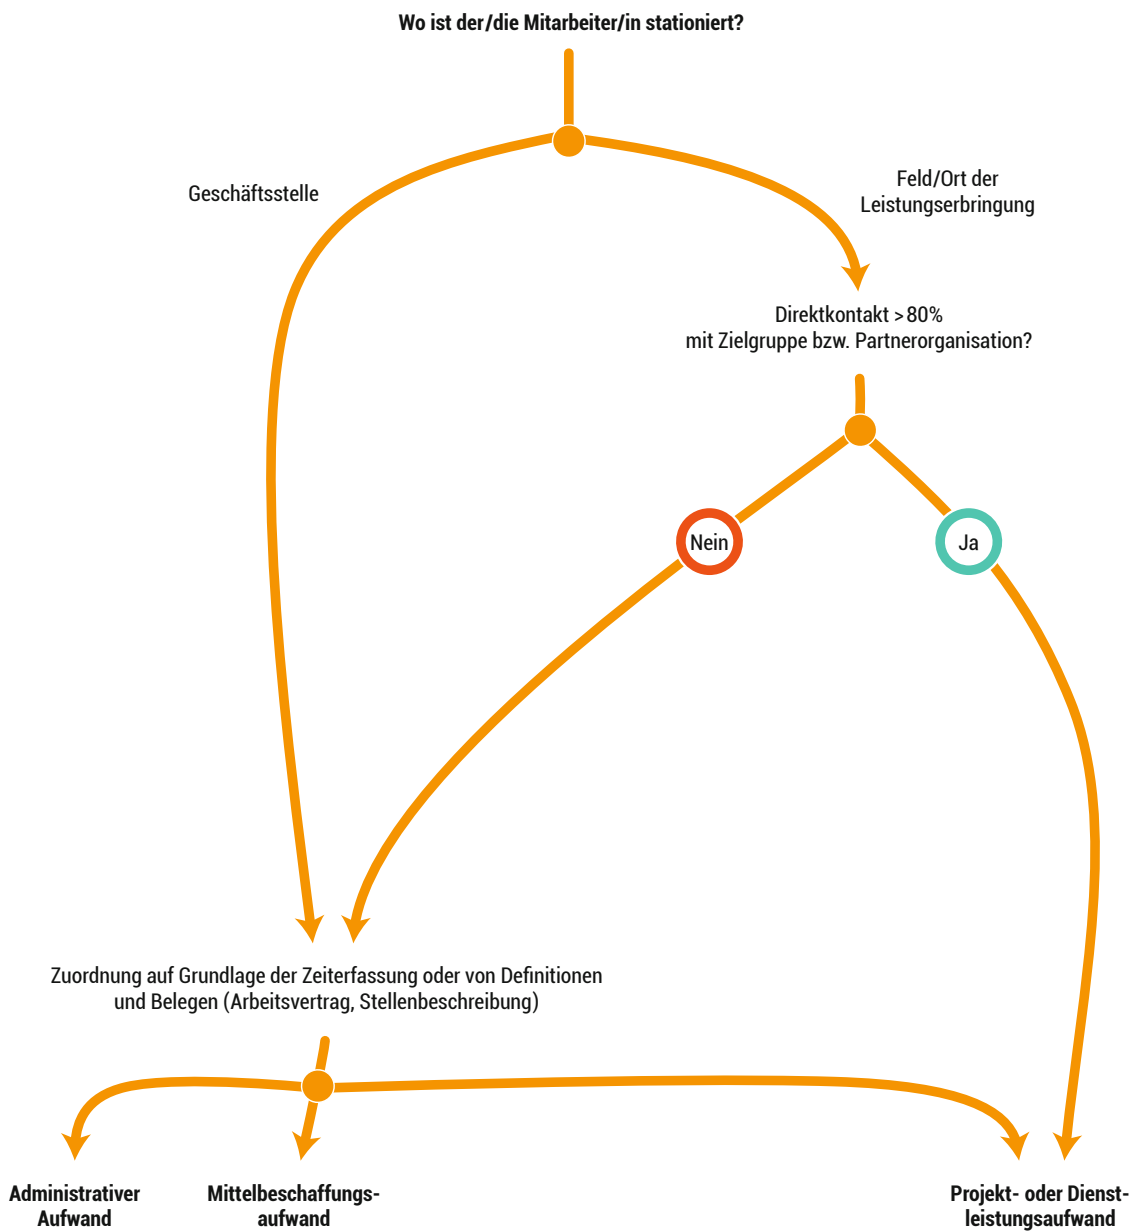 Wo ist der/die Mitarbeiter/in stationiert?
Geschäftsstelle
Feld/Ort der
Leistungserbringung
Direktkontakt >80%
mit Zielgruppe bzw. Partnerorganisation?
Nein
Ja
Zuordnung auf Grundlage der Zeiterfassung oder von Definitionen
und Belegen (Arbeitsvertrag, Stellenbeschreibung)
Administrativer
Aufwand
Mittelbeschaffungs-
aufwand
Projekt- oder Dienst-
leistungsaufwand